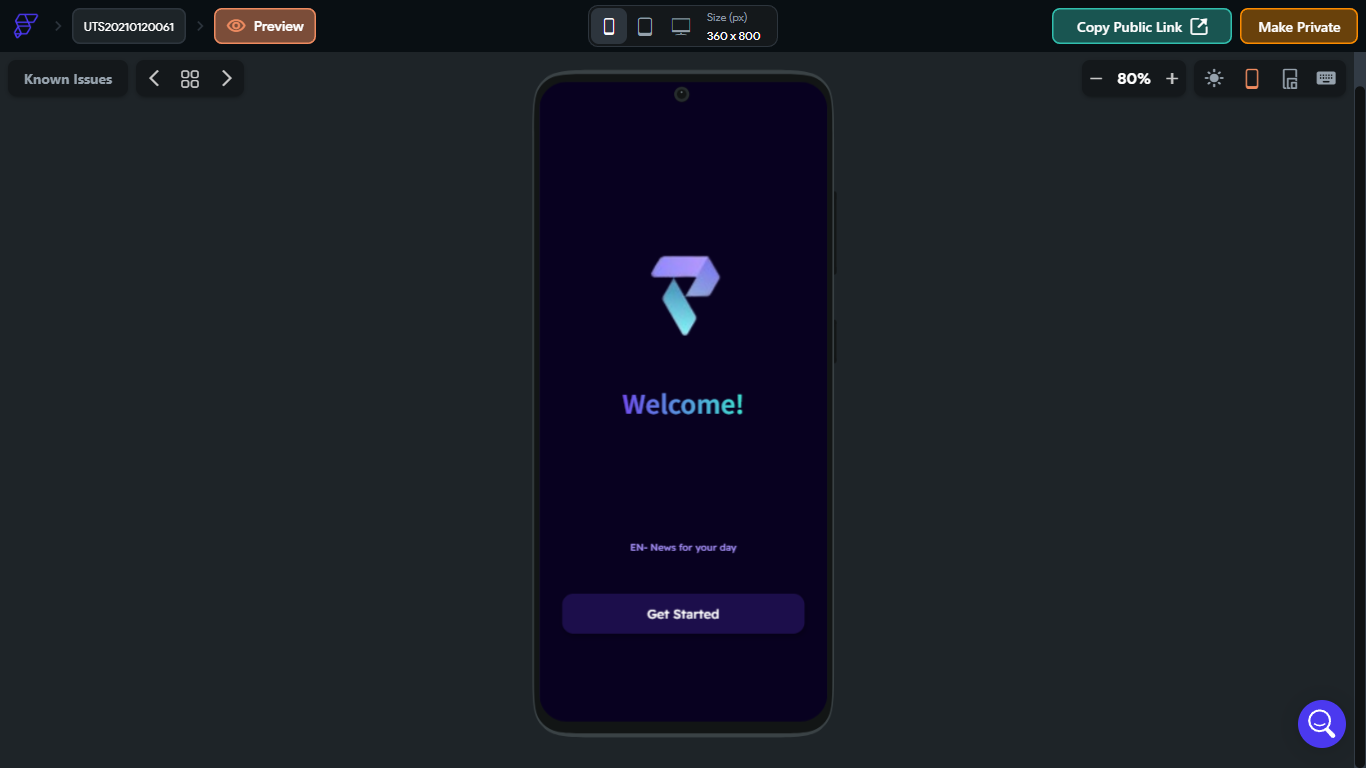 UTS20210120061
Preview
Size (px)
360 x 800
Copy Public Link
Make Private
Known Issues
80%
Welcome!
EN- News for your day
Get Started